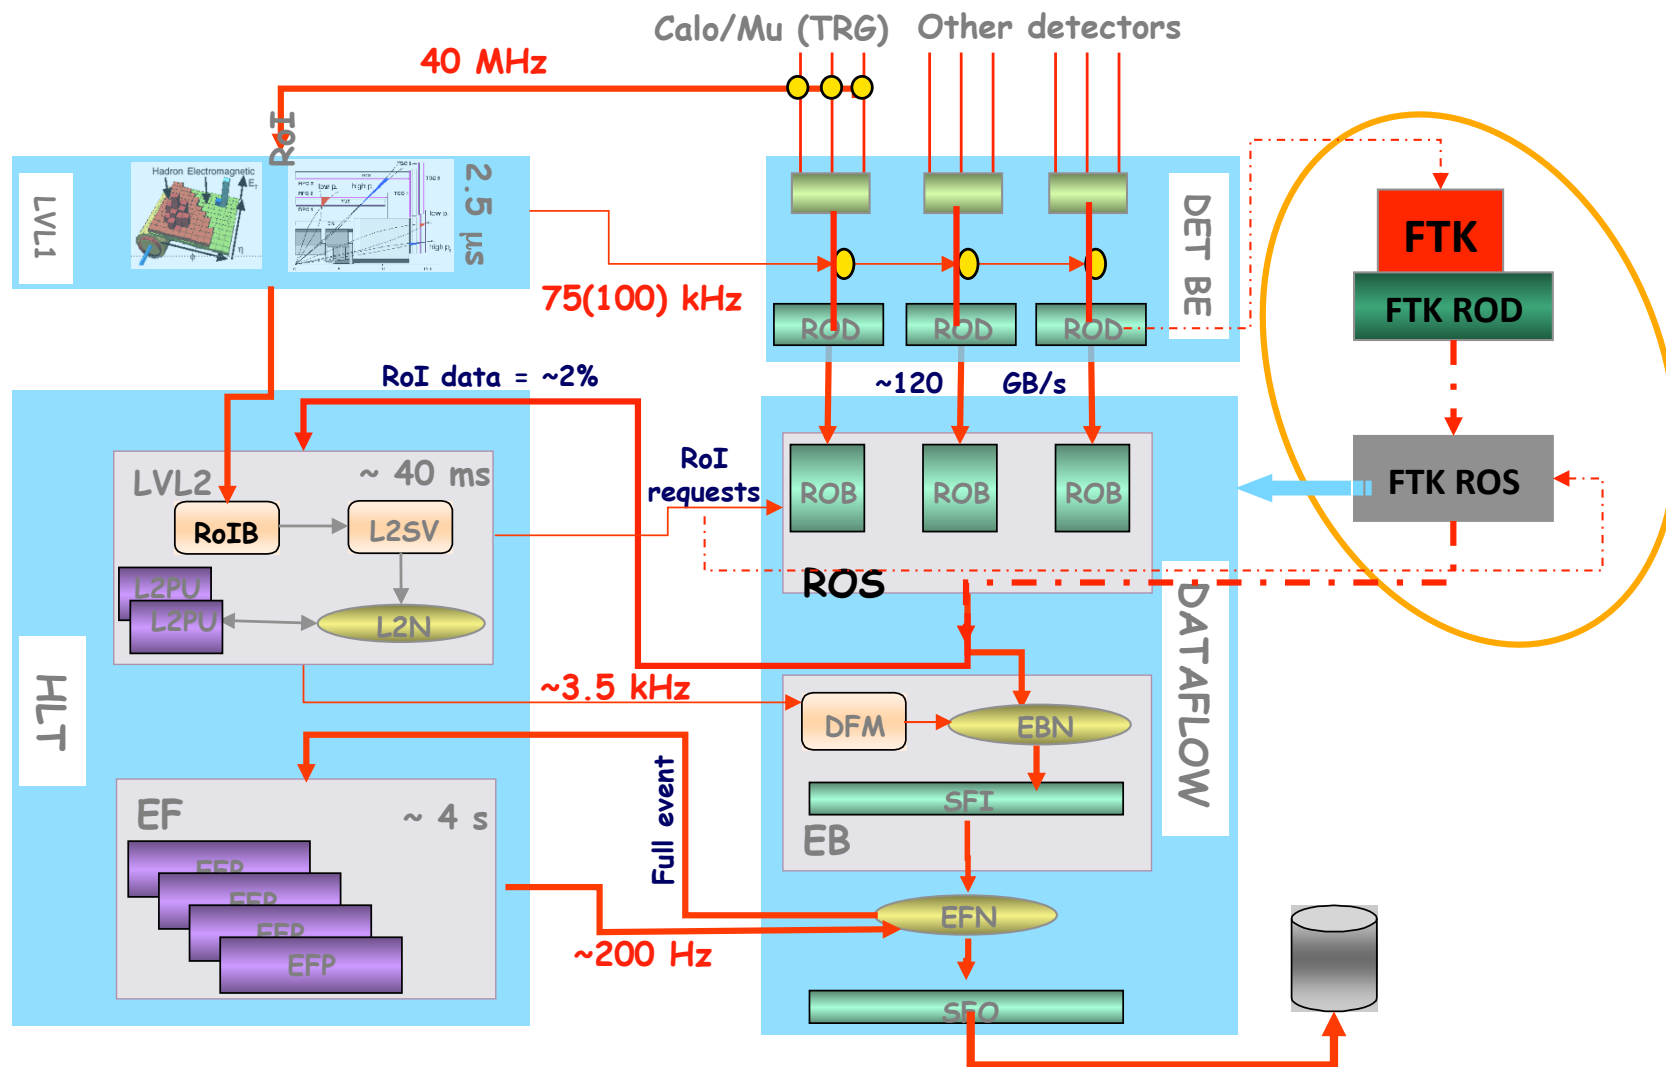 Calo/Mu (TRG) Other detectors
40 MHz
RoI
LVL1
Hadron Electromagnetic
E_T
η
ϕ
low p
high p
2.5 µs
75(100) kHz
DET BE
ROD ROD ROD
FTK
FTK ROD
FTK ROS
RoI data = ~2%
~120 GB/s
LVL2
~ 40 ms
RoIB
L2SV
L2PU
L2PU
L2N
RoI
requests
ROB ROB ROB
ROS
DATAFLOW
HLT
~3.5 kHz
DFM
EBN
SFI
EB
EF
~ 4 s
Full event
EFP
EFP
EFP
EFP
EFN
~200 Hz
SFO